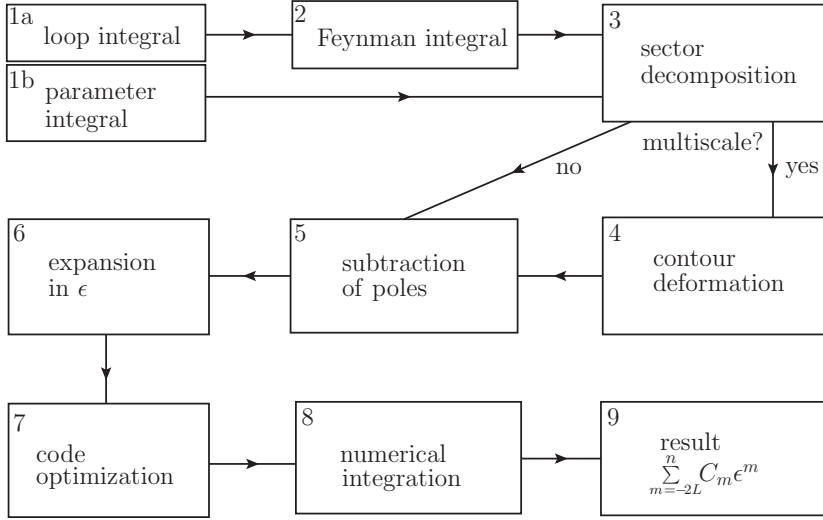 1a
loop integral
2
Feynman integral
3
sector
decomposition
1b
parameter
integral
multiscale?
no
yes
6
expansion
in ϵ
5
subtraction
of poles
4
contour
deformation
7
code
optimization
8
numerical
integration
9
result
n
∑ C_m ϵ^m
m=-2L